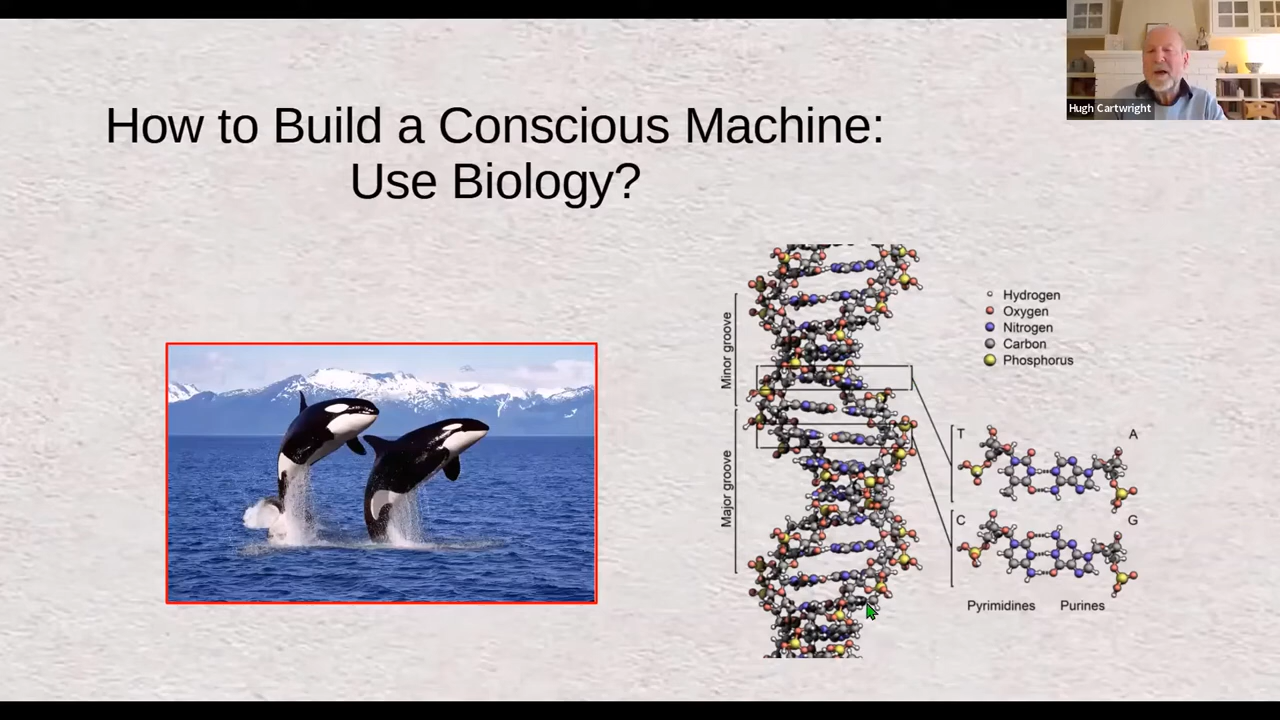 How to Build a Conscious Machine:
Use Biology?
Hugh Cartwright
Minor groove
Major groove
Hydrogen
Oxygen
Nitrogen
Carbon
Phosphorus
T
A
C
G
Pyrimidines
Purines